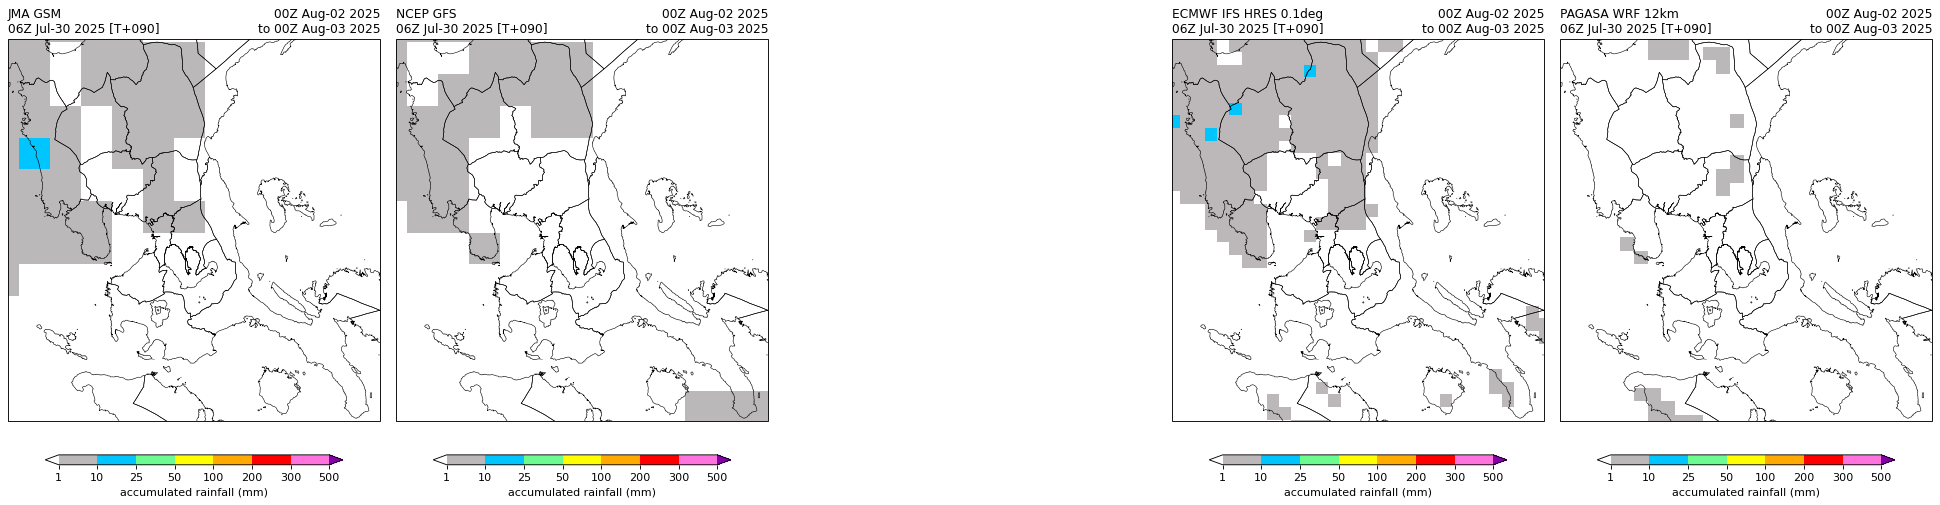 JMA GSM 00Z Aug-02 2025
06Z Jul-30 2025 [T+090] to 00Z Aug-03 2025
1 10 25 50 100 200 300 500
accumulated rainfall (mm)
NCEP GFS 00Z Aug-02 2025
06Z Jul-30 2025 [T+090] to 00Z Aug-03 2025
1 10 25 50 100 200 300 500
accumulated rainfall (mm)
ECMWF IFS HRES 0.1deg 00Z Aug-02 2025
06Z Jul-30 2025 [T+090] to 00Z Aug-03 2025
1 10 25 50 100 200 300 500
accumulated rainfall (mm)
PAGASA WRF 12km 00Z Aug-02 2025
06Z Jul-30 2025 [T+090] to 00Z Aug-03 2025
1 10 25 50 100 200 300 500
accumulated rainfall (mm)